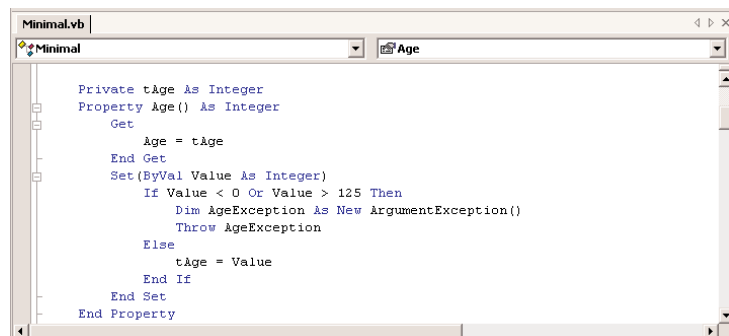 Minimal.vb
Minimal Age
Private tAge As Integer
Property Age() As Integer
Get
Age = tAge
End Get
Set(ByVal Value As Integer)
If Value < 0 Or Value > 125 Then
Dim AgeException As New ArgumentException()
Throw AgeException
Else
tAge = Value
End If
End Set
End Property